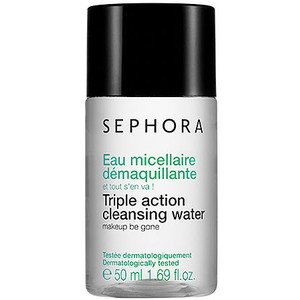 SEPHORA
Eau micellaire
démaquillante
et tout s'en va !
Triple action
cleansing water
makeup be gone
Testée dermatologiquement
Dermatologically tested
℮ 50 ml 1.69 fl.oz.